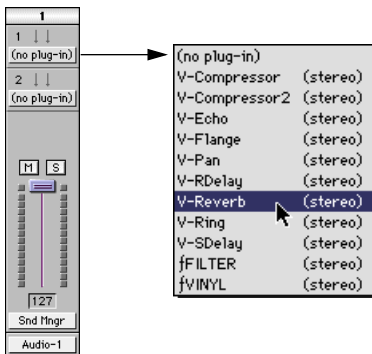 1
1
(no plug-in)
2
(no plug-in)
M S
127
Snd Mngr
Audio-1
(no plug-in)
V-Compressor (stereo)
V-Compressor2 (stereo)
V-Echo (stereo)
V-Flange (stereo)
V-Pan (stereo)
V-RDelay (stereo)
V-Reverb (stereo)
V-Ring (stereo)
V-SDelay (stereo)
ƒFILTER (stereo)
ƒVINYL (stereo)